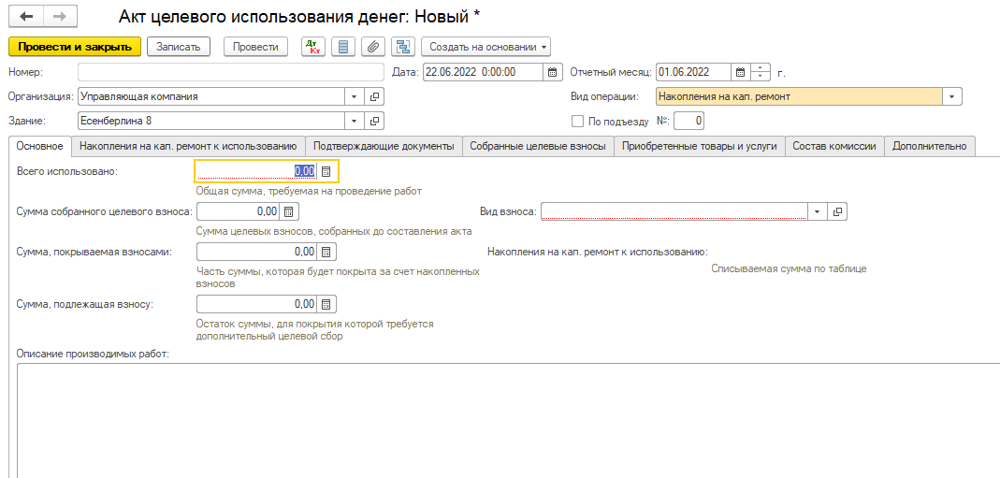 Акт целевого использования денег: Новый *
Провести и закрыть Записать Провести Дт Кт Создать на основании
Номер: Дата: 22.06.2022 0:00:00 Отчетный месяц: 01.06.2022 г.
Организация: Управляющая компания Вид операции: Накопления на кап. ремонт
Здание: Есенберлина 8 По подъезду №: 0
Основное Накопления на кап. ремонт к использованию Подтверждающие документы Собранные целевые взносы Приобретенные товары и услуги Состав комиссии Дополнительно
Всего использовано: 0,00
Общая сумма, требуемая на проведение работ
Сумма собранного целевого взноса: 0,00 Вид взноса:
Сумма целевых взносов, собранных до составления акта
Сумма, покрываемая взносами: 0,00 Накопления на кап. ремонт к использованию:
Часть суммы, которая будет покрыта за счет накопленных Списываемая сумма по таблице
взносов
Сумма, подлежащая взносу: 0,00
Остаток суммы, для покрытия которой требуется
дополнительный целевой сбор
Описание производимых работ: